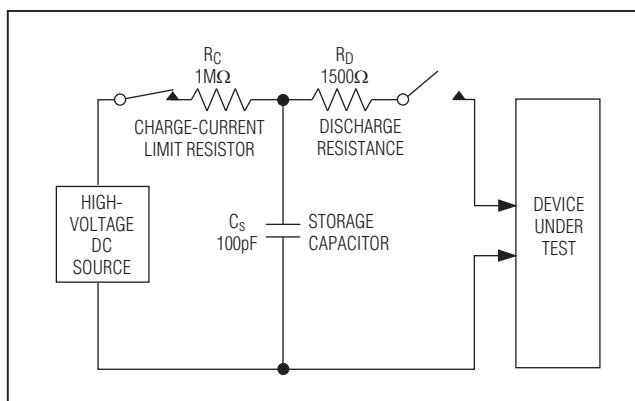 R_C
1MΩ
CHARGE-CURRENT
LIMIT RESISTOR
R_D
1500Ω
DISCHARGE
RESISTANCE
HIGH-
VOLTAGE
DC
SOURCE
C_s
100pF
STORAGE
CAPACITOR
DEVICE
UNDER
TEST